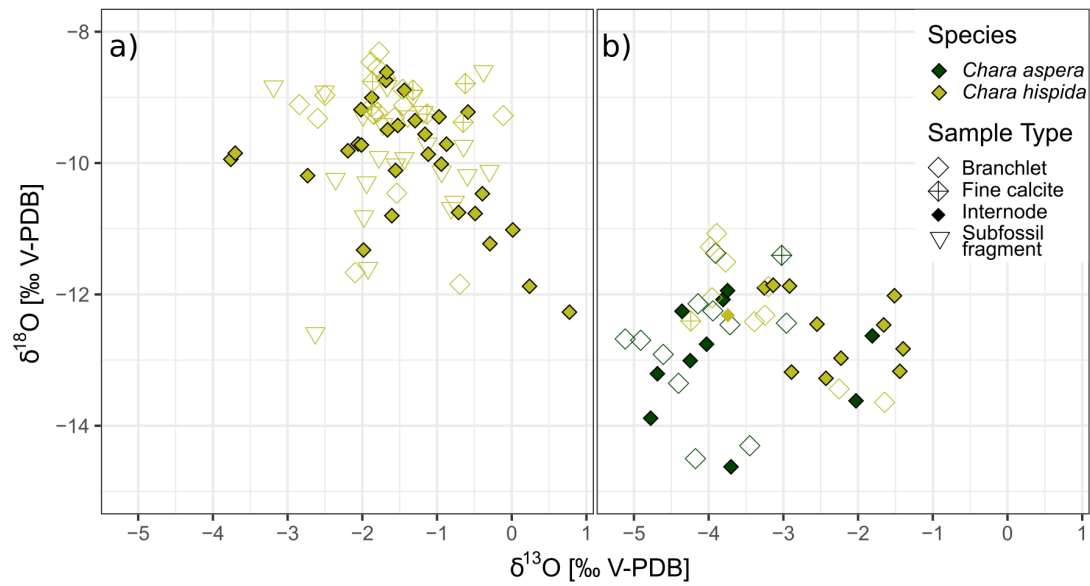 a)
b)
Species
Chara aspera
Chara hispida
Sample Type
Branchlet
Fine calcite
Internode
Subfossil
fragment
δ18O [‰ V-PDB]
−8
−10
−12
−14
−5 −4 −3 −2 −1 0 1
−5 −4 −3 −2 −1 0 1
δ13O [‰ V-PDB]